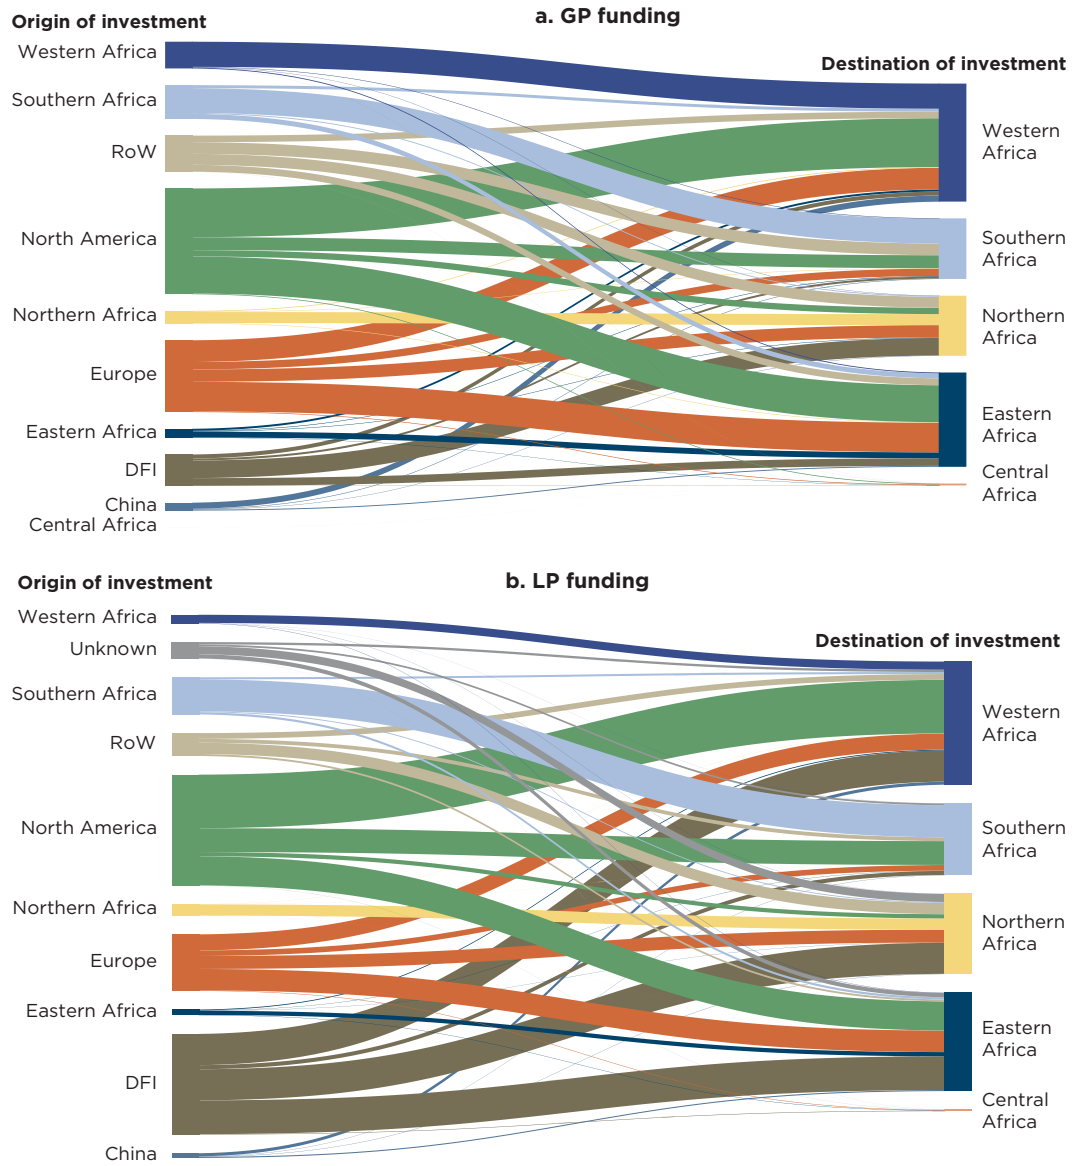 a. GP funding
Origin of investment
Destination of investment
Western Africa
Southern Africa
RoW
North America
Northern Africa
Europe
Eastern Africa
DFI
China
Central Africa
Western
Africa
Southern
Africa
Northern
Africa
Eastern
Africa
Central
Africa
b. LP funding
Origin of investment
Destination of investment
Western Africa
Unknown
Southern Africa
RoW
North America
Northern Africa
Europe
Eastern Africa
DFI
China
Western
Africa
Southern
Africa
Northern
Africa
Eastern
Africa
Central
Africa